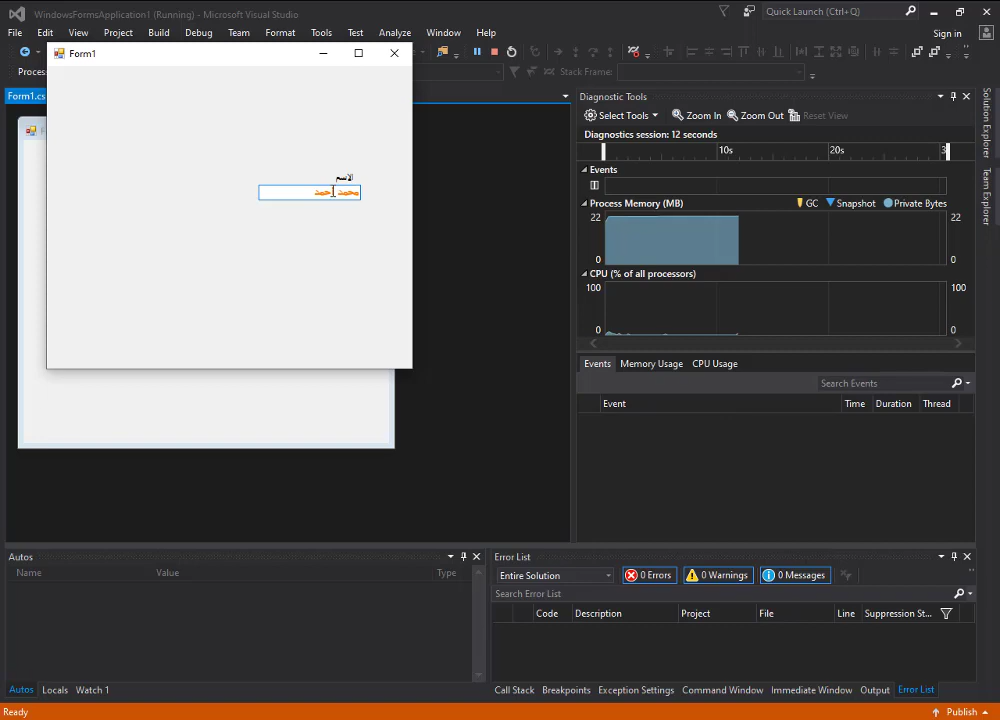 WindowsFormsApplication1 (Running) - Microsoft Visual Studio
Quick Launch (Ctrl+Q)
File Edit View Project Build Debug Team Format Tools Test Analyze Window Help
Sign in
Form1
Proces
Stack Frame:
Form1.cs
Diagnostic Tools
Select Tools Zoom In Zoom Out Reset View
Diagnostics session: 12 seconds
10s 20s 3
Events
Process Memory (MB) GC Snapshot Private Bytes
22 22
0 0
CPU (% of all processors)
100 100
0 0
الاسم
محمد احمد
Events Memory Usage CPU Usage
Search Events
Event Time Duration Thread
Autos
Name Value Type
Error List
Entire Solution 0 Errors 0 Warnings 0 Messages
Search Error List
Code Description Project File Line Suppression St...
Autos Locals Watch 1
Call Stack Breakpoints Exception Settings Command Window Immediate Window Output Error List
Ready
Publish
Solution Explorer
Team Explorer